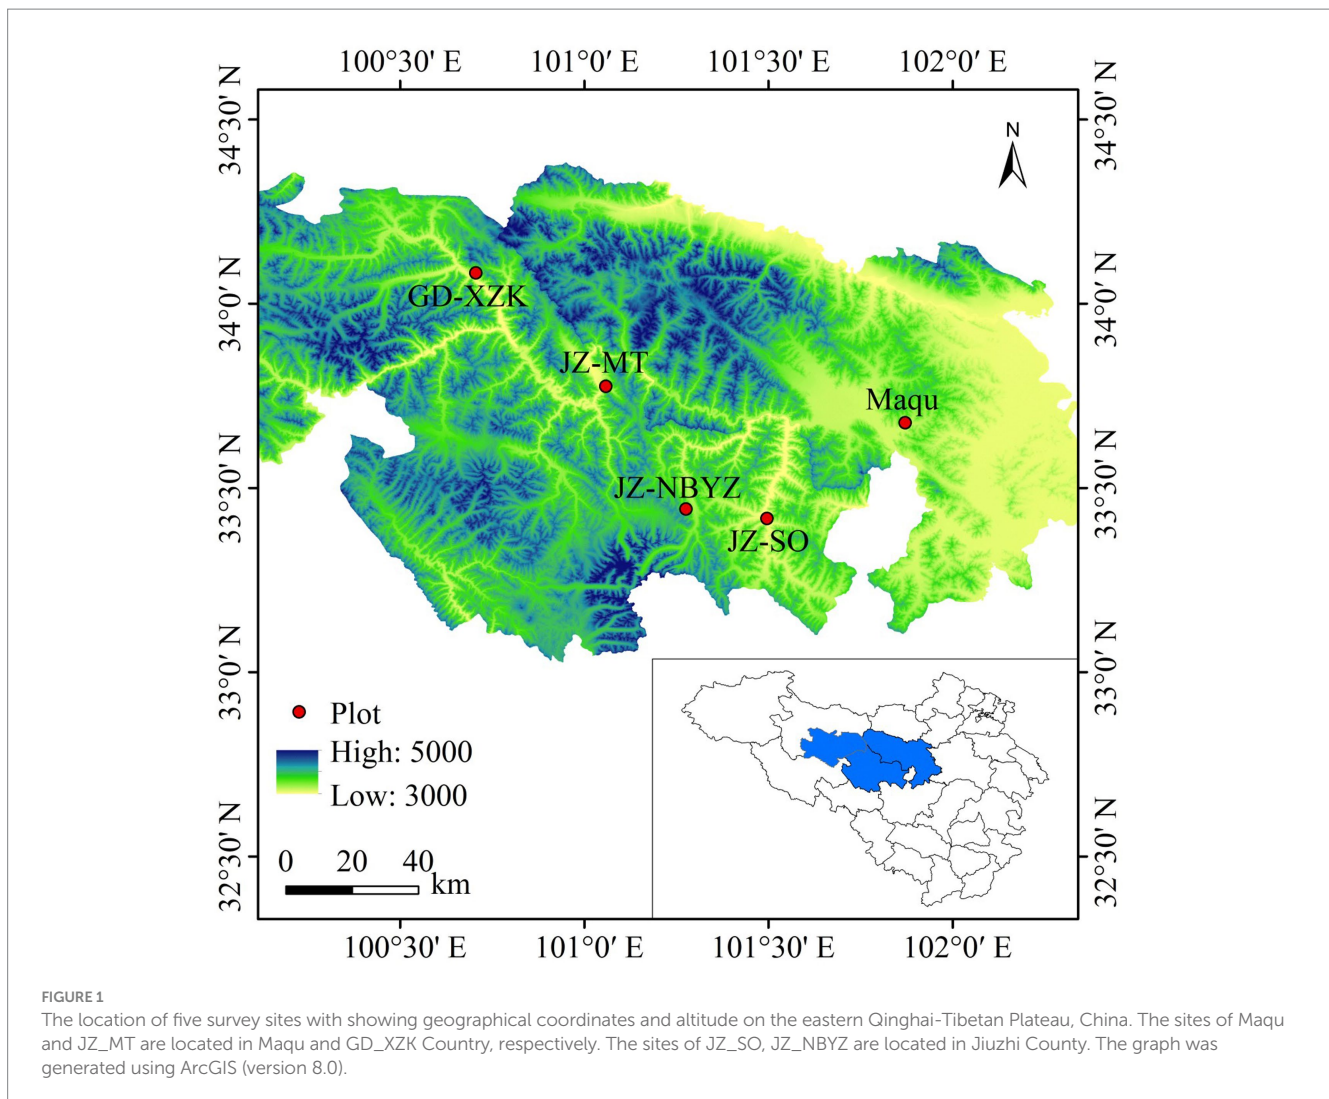 100°30' E 101°0' E 101°30' E 102°0' E
34°30' N 34°30' N
N
GD-XZK
34°0' N 34°0' N
JZ-MT
Maqu
33°30' N 33°30' N
JZ-NBYZ
JZ-SO
33°0' N 33°0' N
Plot
High: 5000
Low: 3000
32°30' N 32°30' N
0 20 40
km
100°30' E 101°0' E 101°30' E 102°0' E
FIGURE 1
The location of five survey sites with showing geographical coordinates and altitude on the eastern Qinghai-Tibetan Plateau, China. The sites of Maqu
and JZ_MT are located in Maqu and GD_XZK Country, respectively. The sites of JZ_SO, JZ_NBYZ are located in Jiuzhi County. The graph was
generated using ArcGIS (version 8.0).